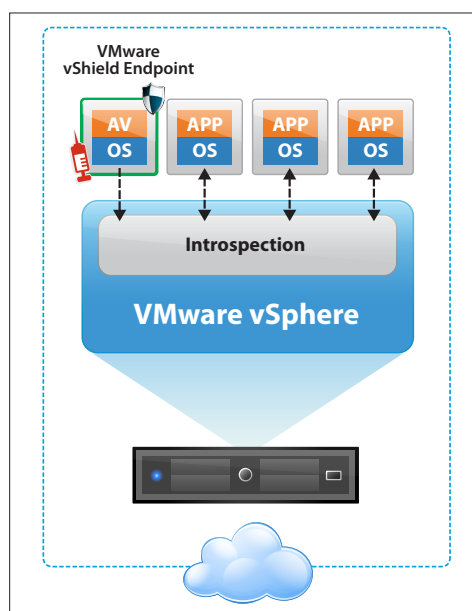 VMware
vShield Endpoint
AV
OS
APP
OS
APP
OS
APP
OS
Introspection
VMware vSphere